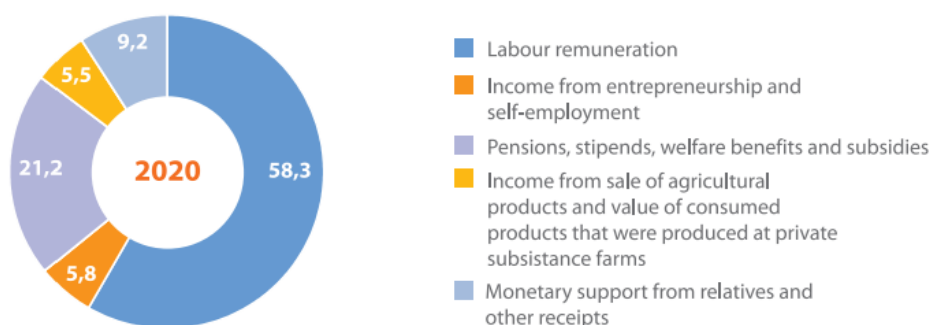 9,2
5,5
21,2
2020
58,3
5,8
Labour remuneration
Income from entrepreneurship and
self-employment
Pensions, stipends, welfare benefits and subsidies
Income from sale of agricultural
products and value of consumed
products that were produced at private
subsistance farms
Monetary support from relatives and
other receipts